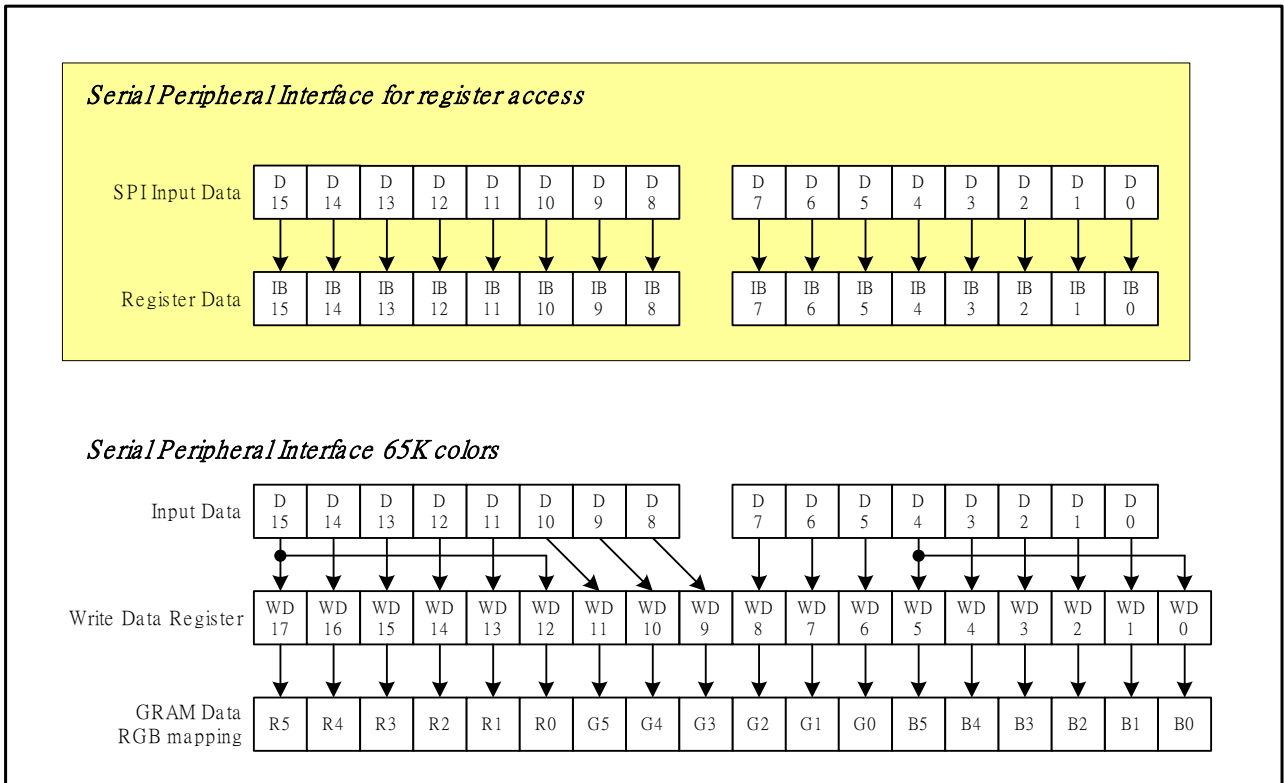 Serial Peripheral Interface for register access
SPI Input Data D 15 D 14 D 13 D 12 D 11 D 10 D 9 D 8 D 7 D 6 D 5 D 4 D 3 D 2 D 1 D 0
Register Data IB 15 IB 14 IB 13 IB 12 IB 11 IB 10 IB 9 IB 8 IB 7 IB 6 IB 5 IB 4 IB 3 IB 2 IB 1 IB 0
Serial Peripheral Interface 65K colors
Input Data D 15 D 14 D 13 D 12 D 11 D 10 D 9 D 8 D 7 D 6 D 5 D 4 D 3 D 2 D 1 D 0
Write Data Register WD 17 WD 16 WD 15 WD 14 WD 13 WD 12 WD 11 WD 10 WD 9 WD 8 WD 7 WD 6 WD 5 WD 4 WD 3 WD 2 WD 1 WD 0
GRAM Data
RGB mapping R5 R4 R3 R2 R1 R0 G5 G4 G3 G2 G1 G0 B5 B4 B3 B2 B1 B0